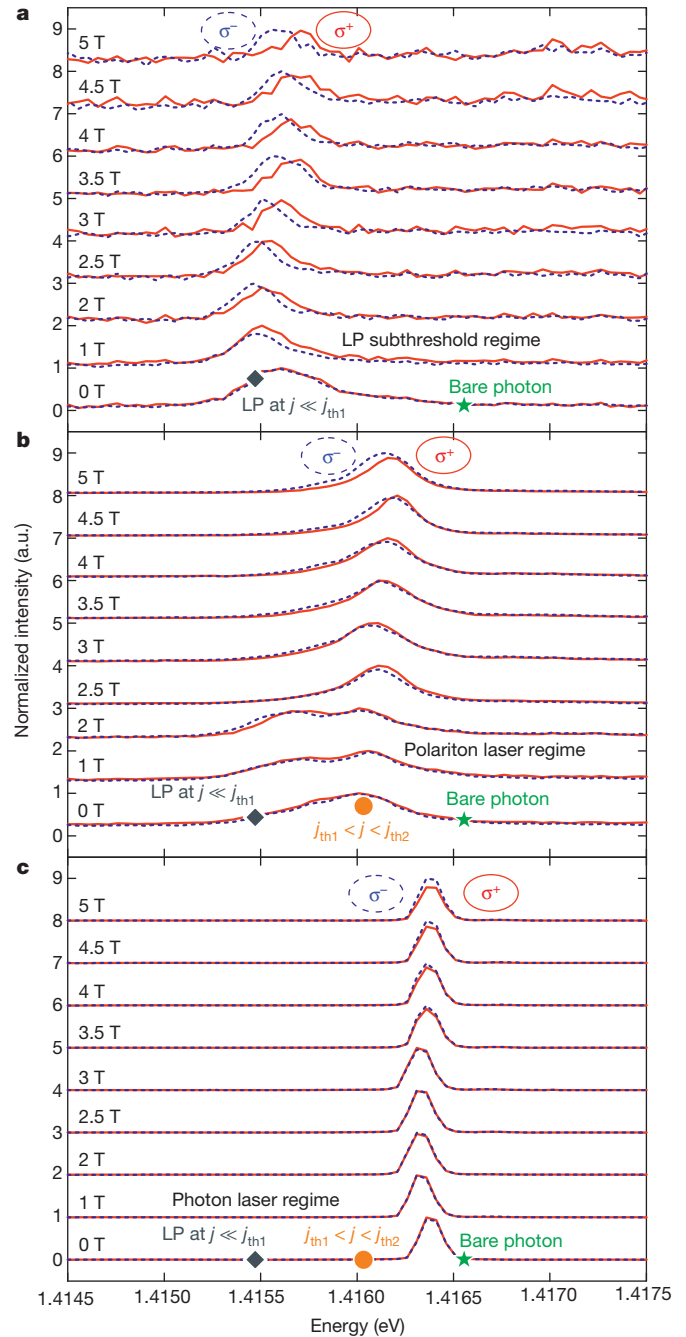 a
σ⁻
σ⁺
9
5 T
8
4.5 T
7
4 T
6
3.5 T
5
3 T
4
2.5 T
3
2 T
2
1 T
LP subthreshold regime
1
0 T
LP at j ≪ jth1
Bare photon
0
b
σ⁻
σ⁺
9
5 T
8
4.5 T
7
4 T
6
3.5 T
5
3 T
4
2.5 T
3
2 T
2
1 T
Polariton laser regime
LP at j ≪ jth1
Bare photon
1
0 T
jth1 < j < jth2
0
Normalized intensity (a.u.)
c
σ⁻
σ⁺
9
5 T
8
4.5 T
7
4 T
6
3.5 T
5
3 T
4
2.5 T
3
2 T
2
1 T
Photon laser regime
1
0 T
LP at j ≪ jth1
jth1 < j < jth2
Bare photon
0
1.4145 1.4150 1.4155 1.4160 1.4165 1.4170 1.4175
Energy (eV)